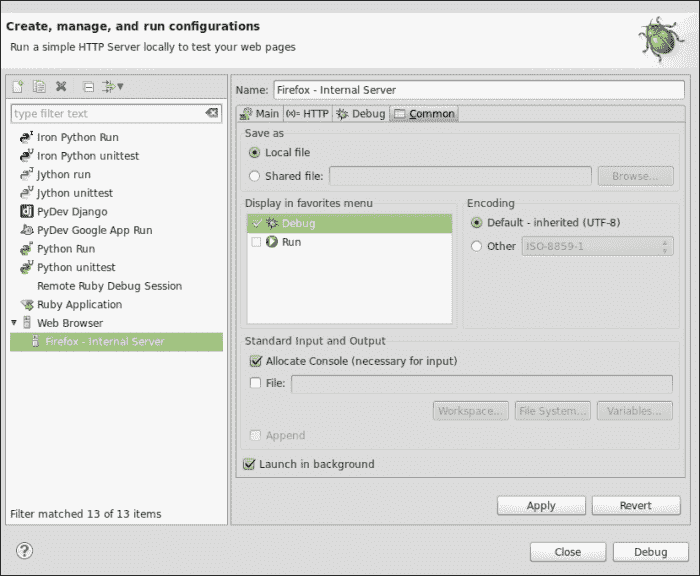 Create, manage, and run configurations
Run a simple HTTP Server locally to test your web pages
type filter text
Iron Python Run
Iron Python unittest
Jython run
Jython unittest
PyDev Django
PyDev Google App Run
Python Run
Python unittest
Remote Ruby Debug Session
Ruby Application
Web Browser
Firefox - Internal Server
Filter matched 13 of 13 items
Name: Firefox - Internal Server
Main (x)= HTTP Debug Common
Save as
Local file
Shared file: Browse...
Display in favorites menu
Debug
Run
Encoding
Default - inherited (UTF-8)
Other ISO-8859-1
Standard Input and Output
Allocate Console (necessary for input)
File:
Workspace... File System... Variables...
Append
Launch in background
Apply Revert
? Close Debug